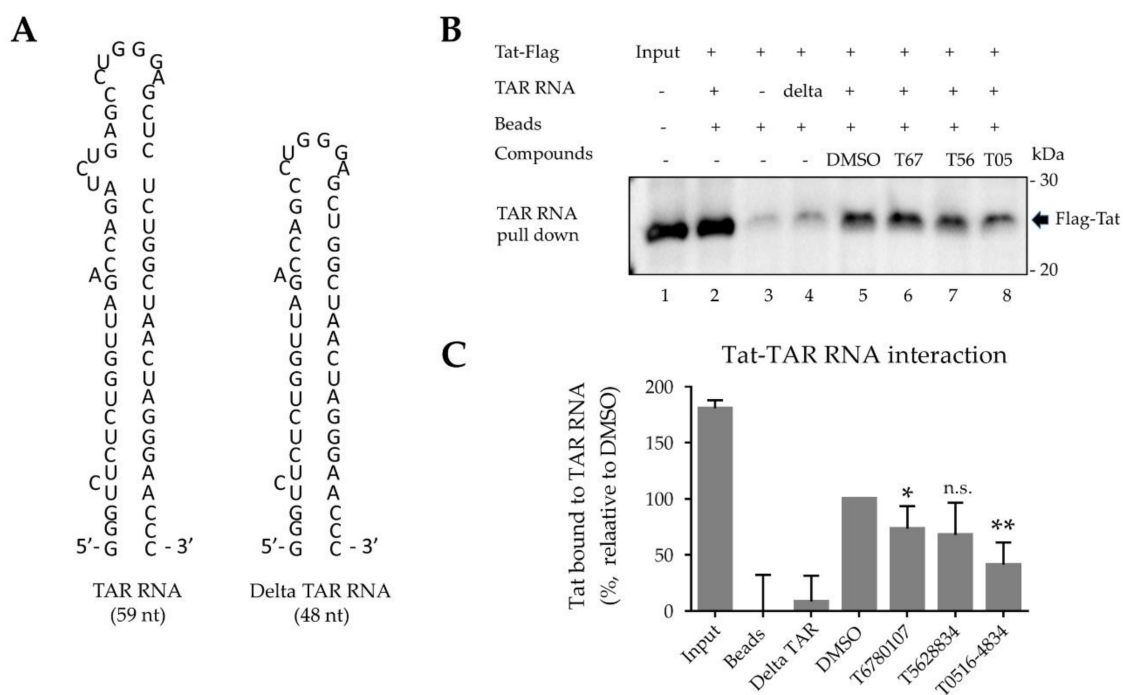 A
U G G G
C A
C G
G C
A U
G C
U
C
U
A U
G C
A U
C G
C G
A
G C
A U
U A
U A
G C
G U
U A
C G
U G
C G
U A
C
U A
G C
G C
5'- G C - 3'
TAR RNA
(59 nt)
U G G G
C A
C G
G C
A U
C G
C G
A
G C
A U
U A
U A
G C
G U
U A
C G
U G
C G
U A
C
U A
G C
G C
5'- G C - 3'
Delta TAR RNA
(48 nt)
B
Tat-Flag Input + + + + + + +
TAR RNA - + - delta + + + +
Beads - + + + + + + +
Compounds - - - - DMSO T67 T56 T05 kDa
- 30
TAR RNA
pull down
Flag-Tat
- 20
1 2 3 4 5 6 7 8
C
Tat-TAR RNA interaction
Tat bound to TAR RNA
(%, relaative to DMSO)
200
150
100
50
0
*
n.s.
**
Input
Beads
Delta TAR
DMSO
T6780107
T5628834
T0516-4834